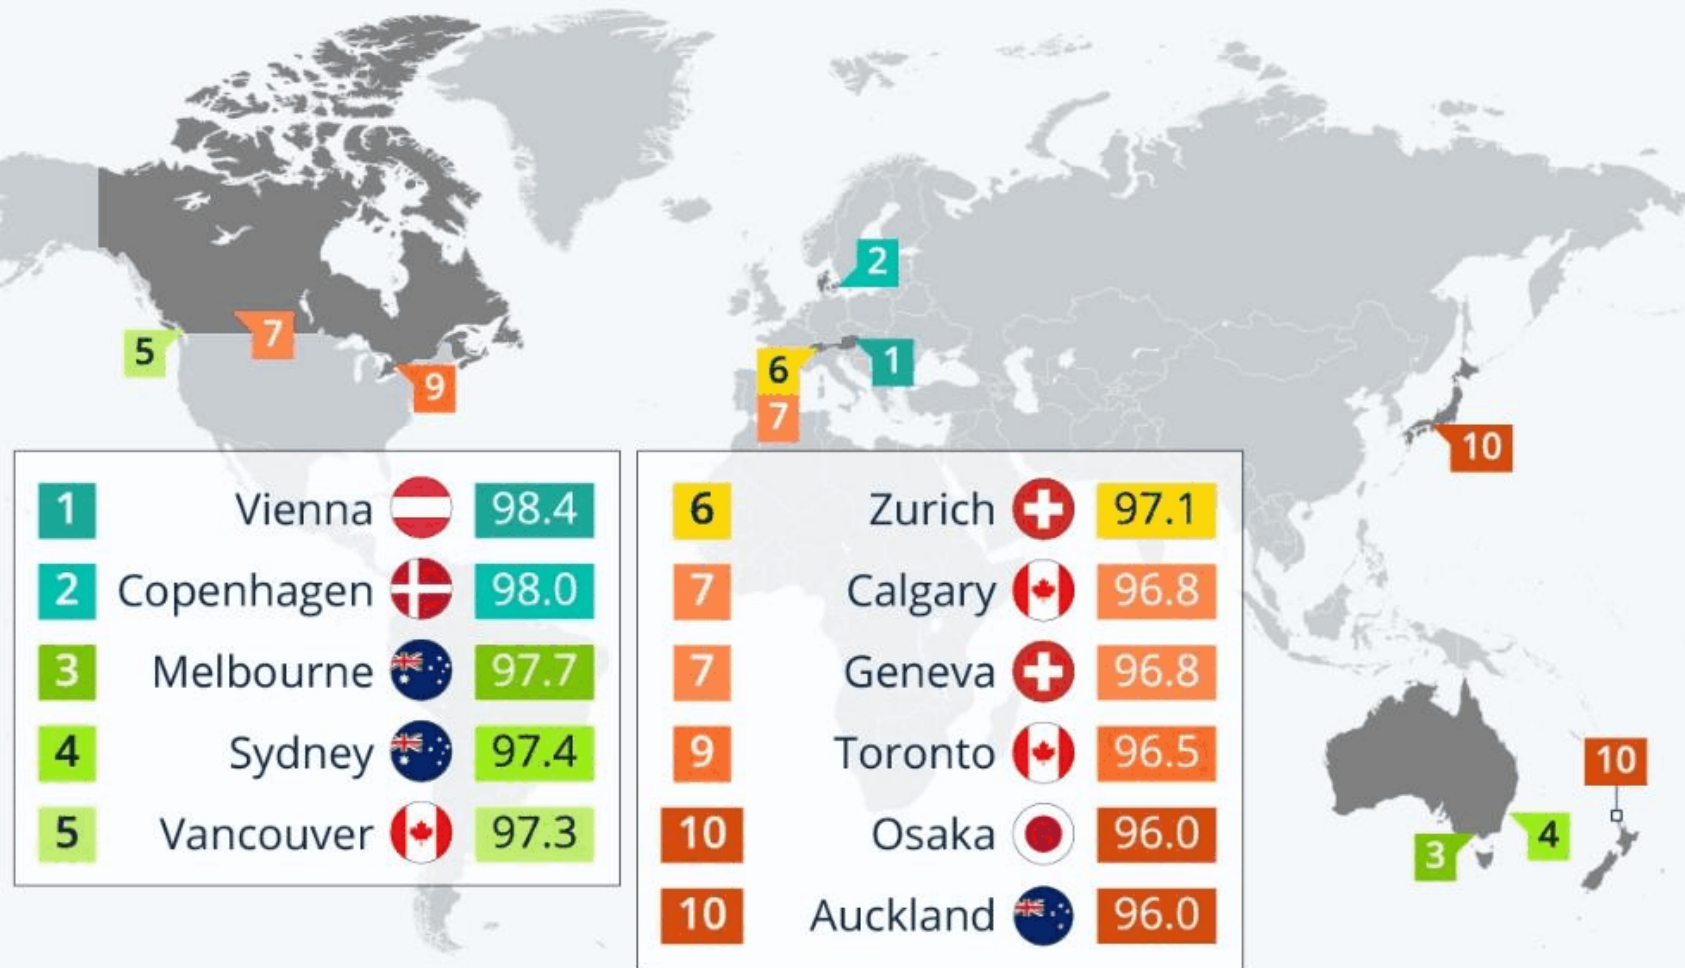 2
5
7
9
6
1
7
10
1 Vienna 98.4
2 Copenhagen 98.0
3 Melbourne 97.7
4 Sydney 97.4
5 Vancouver 97.3
6 Zurich 97.1
7 Calgary 96.8
7 Geneva 96.8
9 Toronto 96.5
10 Osaka 96.0
10 Auckland 96.0
10
3
4